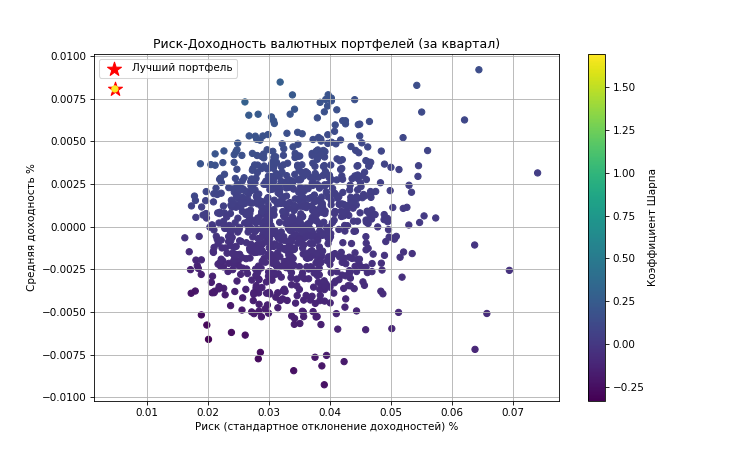 Риск-Доходность валютных портфелей (за квартал)
Лучший портфель
Средняя доходность %
0.0100
0.0075
0.0050
0.0025
0.0000
−0.0025
−0.0050
−0.0075
−0.0100
0.01 0.02 0.03 0.04 0.05 0.06 0.07
Риск (стандартное отклонение доходностей) %
1.50
1.25
1.00
0.75
0.50
0.25
0.00
−0.25
Коэффициент Шарпа